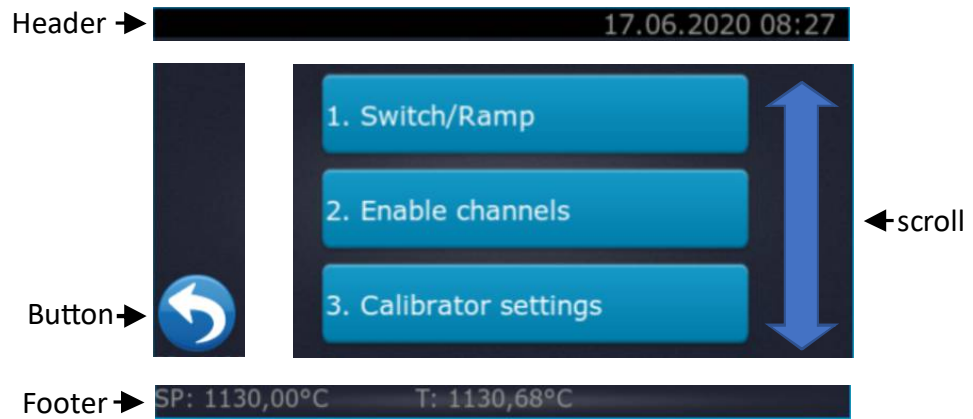 Header
17.06.2020 08:27
1. Switch/Ramp
2. Enable channels
scroll
3. Calibrator settings
Button
Footer
SP: 1130,00°C T: 1130,68°C